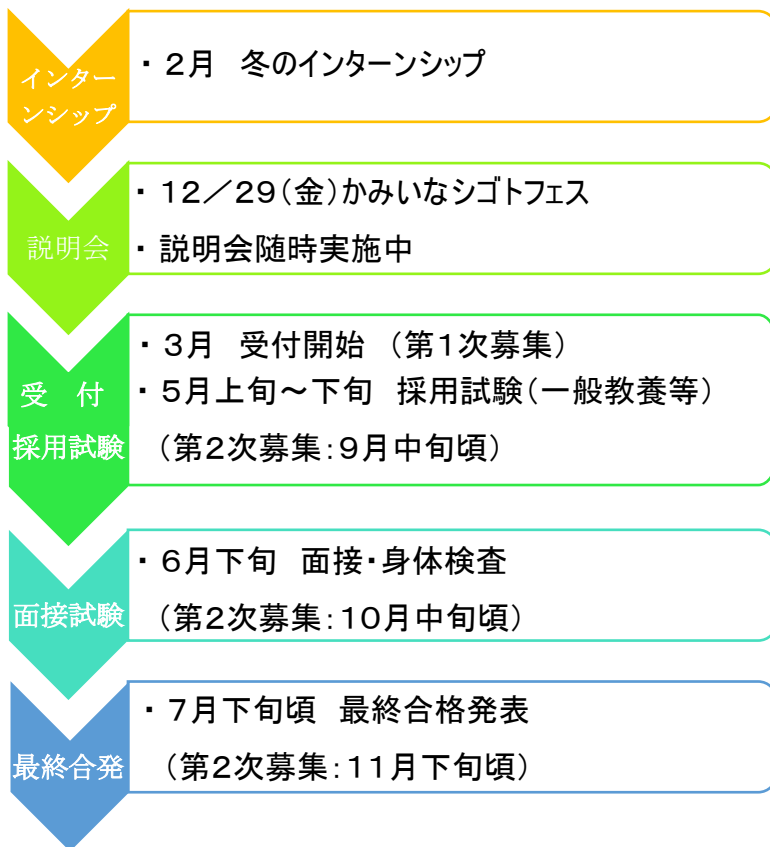 インター
ンシップ
・２月　冬のインターンシップ
説明会
・１２／２９（金）かみいなシゴトフェス
・説明会随時実施中
受　付
採用試験
・３月　受付開始　（第１次募集）
・５月上旬～下旬　採用試験（一般教養等）
（第２次募集：９月中旬頃）
面接試験
・６月下旬　面接・身体検査
（第２次募集：１０月中旬頃）
最終合発
・７月下旬頃　最終合格発表
（第２次募集：１１月下旬頃）